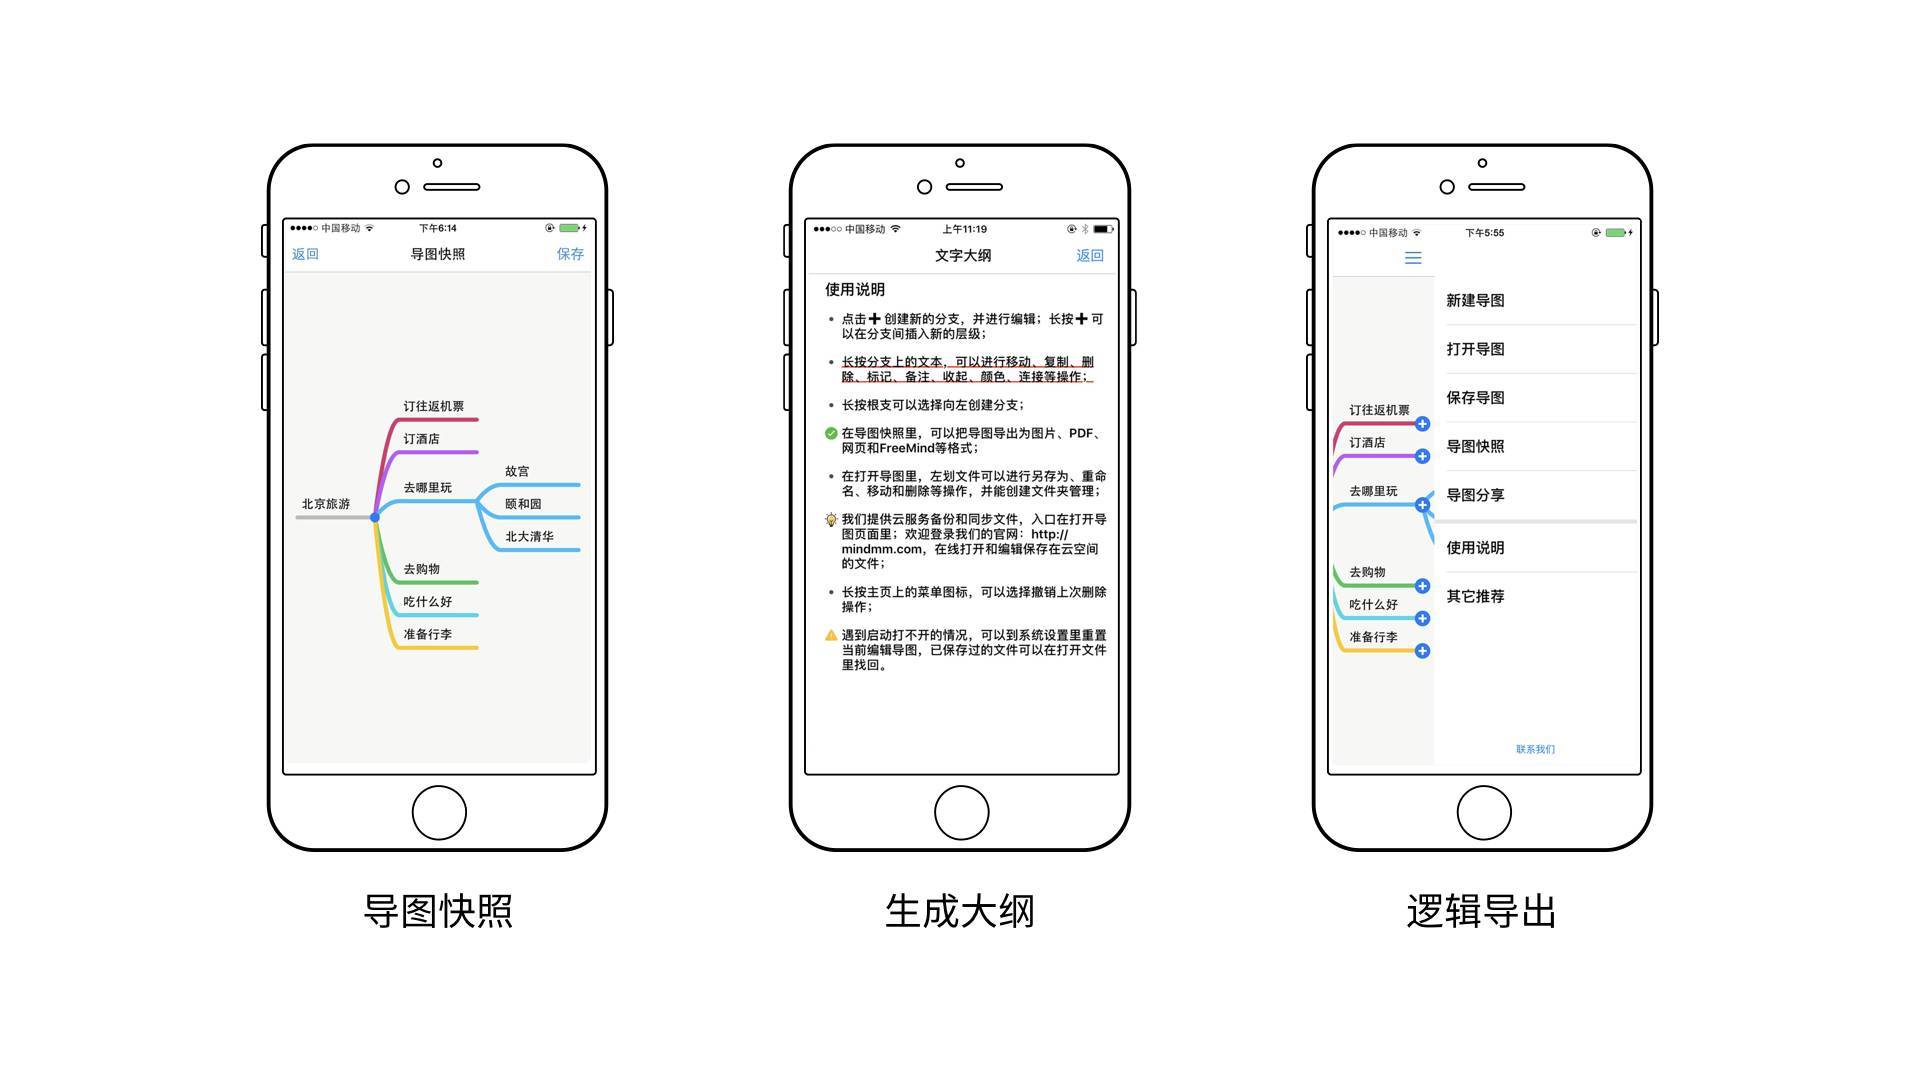 中国移动 下午6:14
返回 导图快照 保存
订往返机票
订酒店
故宫
去哪里玩
北京旅游
颐和园
北大清华
去购物
吃什么好
准备行李
导图快照
中国移动 上午11:19
文字大纲 返回
使用说明
• 点击✚ 创建新的分支，并进行编辑；长按✚ 可
以在分支间插入新的层级；
• 长按分支上的文本，可以进行移动、复制、删
除、标记、备注、收起、颜色、连接等操作；
• 长按根支可以选择向左创建分支；
在导图快照里，可以把导图导出为图片、PDF、
网页和FreeMind等格式；
• 在打开导图里，左划文件可以进行另存为、重命
名、移动和删除等操作，并能创建文件夹管理；
我们提供云服务备份和同步文件，入口在打开导
图页面里；欢迎登录我们的官网：http://
mindmm.com，在线打开和编辑保存在云空间
的文件；
• 长按主页上的菜单图标，可以选择撤销上次删除
操作；
遇到启动打不开的情况，可以到系统设置里重置
当前编辑导图，已保存过的文件可以在打开文件
里找回。
生成大纲
中国移动 下午5:55
订往返机票
订酒店
去哪里玩
去购物
吃什么好
准备行李
新建导图
打开导图
保存导图
导图快照
导图分享
使用说明
其它推荐
联系我们
逻辑导出